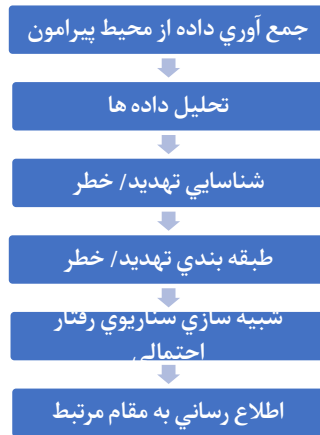 جمع آوري داده از محيط پيرامون
تحليل داده ها
شناسايي تهديد/ خطر
طبقه بندي تهديد/ خطر
شبيه سازي سناريوي رفتار
احتمالي
اطلاع رساني به مقام مرتبط